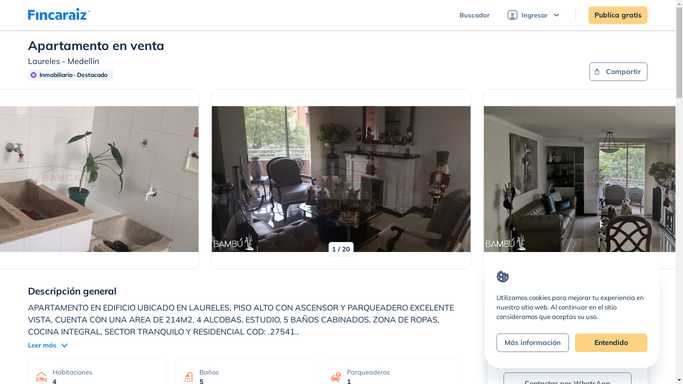 Fincaraiz
Buscador
Ingresar
Publica gratis
Apartamento en venta
Laureles - Medellín
Inmobiliaria · Destacado
Compartir
BAMBÚ
BAMBÚ
1 / 20
Descripción general
APARTAMENTO EN EDIFICIO UBICADO EN LAURELES, PISO ALTO CON ASCENSOR Y PARQUEADERO EXCELENTE
VISTA, CUENTA CON UNA AREA DE 214M2, 4 ALCOBAS, ESTUDIO, 5 BAÑOS CABINADOS, ZONA DE ROPAS,
COCINA INTEGRAL, SECTOR TRANQUILO Y RESIDENCIAL COD: .27541...
Leer más
Habitaciones
4
Baños
5
Parqueaderos
1
Utilizamos cookies para mejorar tu experiencia en
nuestro sitio web. Al continuar en el sitio
consideramos que aceptas su uso.
Más información
Entendido
Contactar por WhatsApp